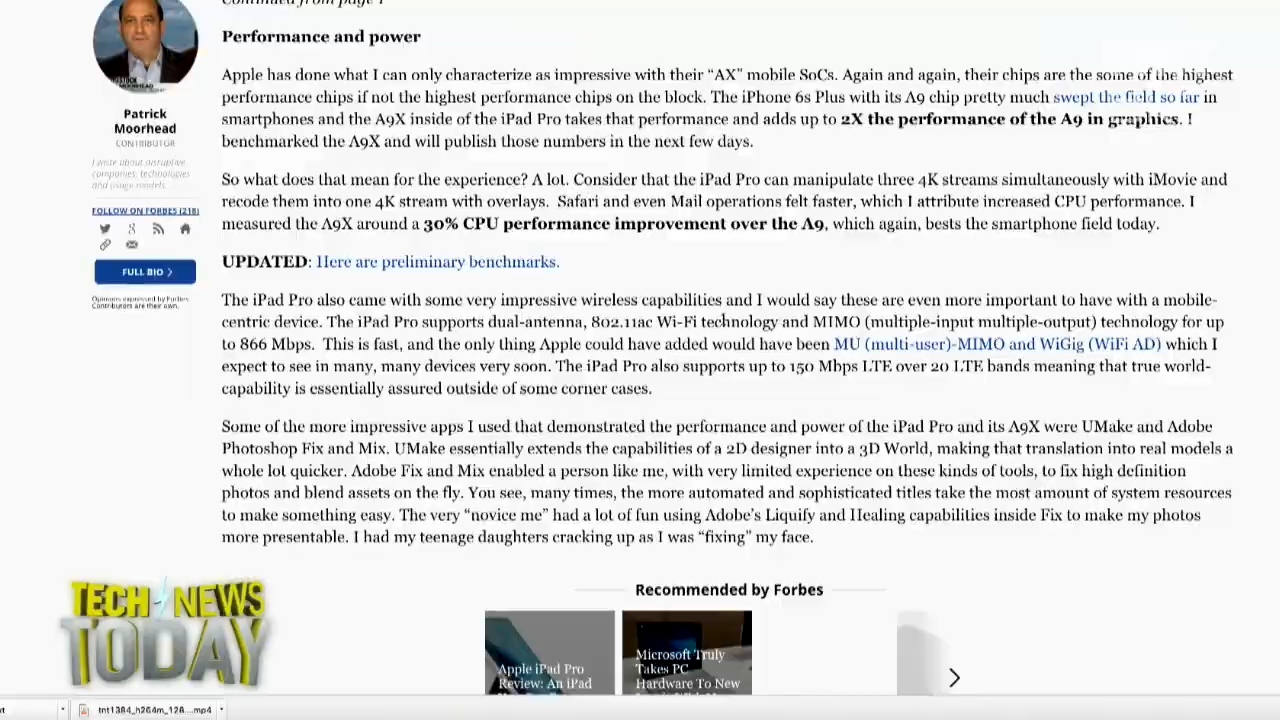 Continued from page 1
Performance and power
Apple has done what I can only characterize as impressive with their “AX” mobile SoCs. Again and again, their chips are the some of the highest
performance chips if not the highest performance chips on the block. The iPhone 6s Plus with its A9 chip pretty much swept the field so far in
smartphones and the A9X inside of the iPad Pro takes that performance and adds up to 2X the performance of the A9 in graphics. I
benchmarked the A9X and will publish those numbers in the next few days.
So what does that mean for the experience? A lot. Consider that the iPad Pro can manipulate three 4K streams simultaneously with iMovie and
recode them into one 4K stream with overlays. Safari and even Mail operations felt faster, which I attribute increased CPU performance. I
measured the A9X around a 30% CPU performance improvement over the A9, which again, bests the smartphone field today.
UPDATED: Here are preliminary benchmarks.
The iPad Pro also came with some very impressive wireless capabilities and I would say these are even more important to have with a mobile-
centric device. The iPad Pro supports dual-antenna, 802.11ac Wi-Fi technology and MIMO (multiple-input multiple-output) technology for up
to 866 Mbps. This is fast, and the only thing Apple could have added would have been MU (multi-user)-MIMO and WiGig (WiFi AD) which I
expect to see in many, many devices very soon. The iPad Pro also supports up to 150 Mbps LTE over 20 LTE bands meaning that true world-
capability is essentially assured outside of some corner cases.
Some of the more impressive apps I used that demonstrated the performance and power of the iPad Pro and its A9X were UMake and Adobe
Photoshop Fix and Mix. UMake essentially extends the capabilities of a 2D designer into a 3D World, making that translation into real models a
whole lot quicker. Adobe Fix and Mix enabled a person like me, with very limited experience on these kinds of tools, to fix high definition
photos and blend assets on the fly. You see, many times, the more automated and sophisticated titles take the most amount of system resources
to make something easy. The very “novice me” had a lot of fun using Adobe’s Liquify and Healing capabilities inside Fix to make my photos
more presentable. I had my teenage daughters cracking up as I was “fixing” my face.
Patrick
Moorhead
CONTRIBUTOR
I write about disruptive
companies, technologies
and usage models.
FOLLOW ON FORBES (218)
FULL BIO
Opinions expressed by Forbes
Contributors are their own.
Recommended by Forbes
Apple iPad Pro
Review: An iPad
Microsoft Truly
Takes PC
Hardware To New
TECH NEWS
TODAY
tnt1384_h264m_128....mp4